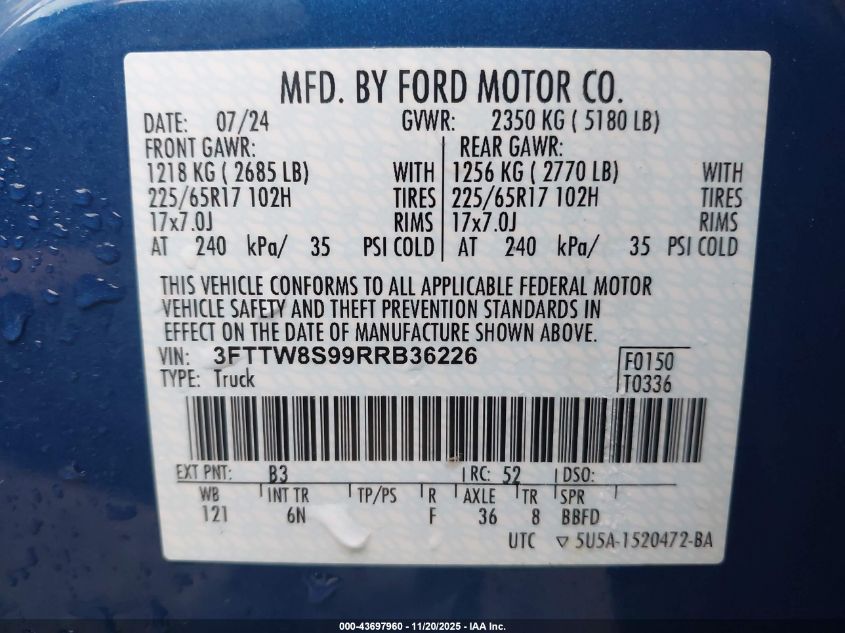 MFD. BY FORD MOTOR CO.
DATE: 07/24 GVWR: 2350 KG ( 5180 LB)
FRONT GAWR: REAR GAWR:
1218 KG ( 2685 LB) WITH 1256 KG ( 2770 LB) WITH
225/65R17 102H TIRES 225/65R17 102H TIRES
17x7.0J RIMS 17x7.0J RIMS
AT 240 kPa/ 35 PSI COLD AT 240 kPa/ 35 PSI COLD
THIS VEHICLE CONFORMS TO ALL APPLICABLE FEDERAL MOTOR
VEHICLE SAFETY AND THEFT PREVENTION STANDARDS IN
EFFECT ON THE DATE OF MANUFACTURE SHOWN ABOVE.
VIN: 3FTTW8S99RRB36226 F0150
TYPE: Truck T0336
EXT PNT: B3 RC: 52 DSO:
WB INT TR TP/PS R AXLE TR SPR
121 6N F 36 8 BBFD
UTC ▽ 5U5A-1520472-BA
000-43697960 - 11/20/2025 - IAA Inc.